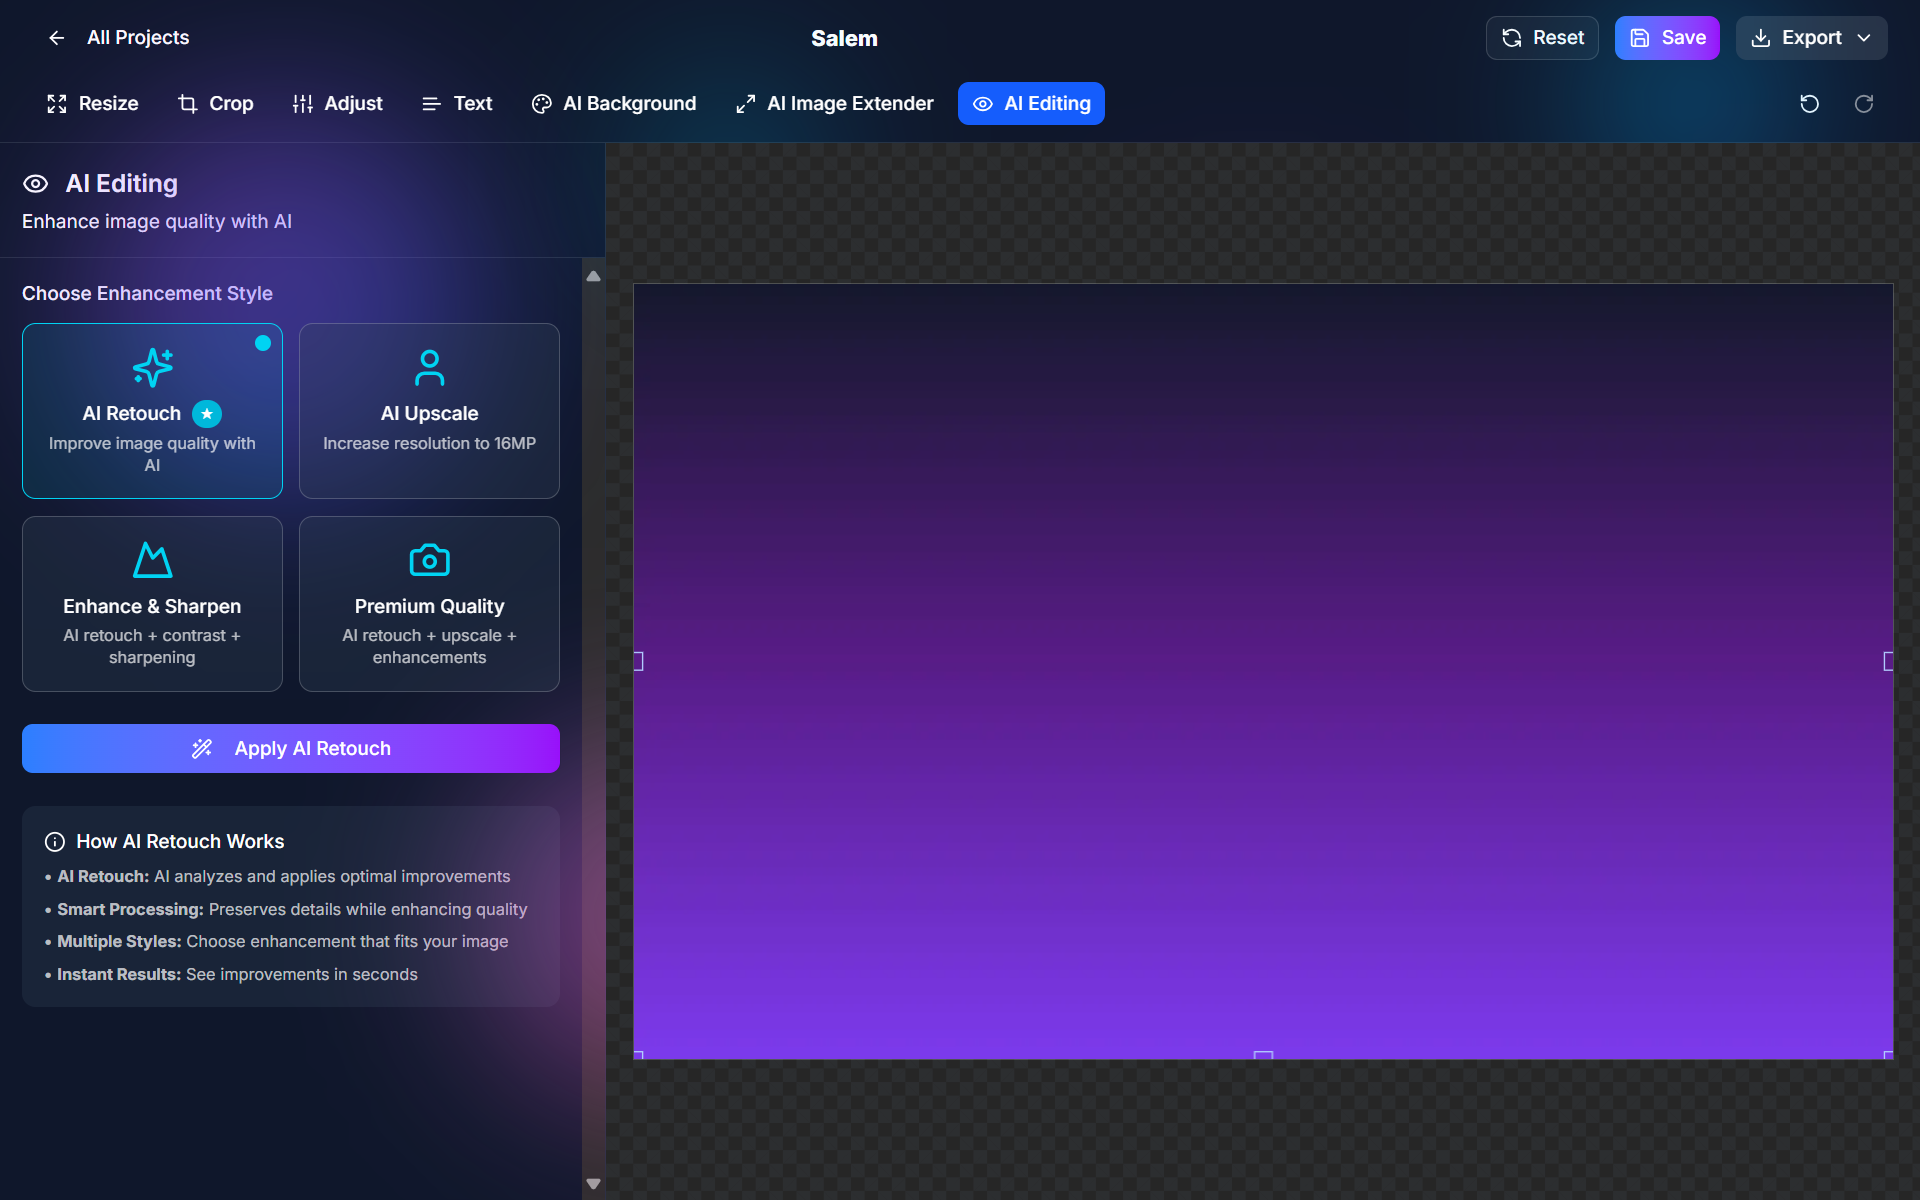 All Projects
Salem
Reset
Save
Export
Resize
Crop
Adjust
Text
AI Background
AI Image Extender
AI Editing
AI Editing
Enhance image quality with AI
Choose Enhancement Style
AI Retouch
Improve image quality with
AI
AI Upscale
Increase resolution to 16MP
Enhance & Sharpen
AI retouch + contrast +
sharpening
Premium Quality
AI retouch + upscale +
enhancements
Apply AI Retouch
How AI Retouch Works
• AI Retouch: AI analyzes and applies optimal improvements
• Smart Processing: Preserves details while enhancing quality
• Multiple Styles: Choose enhancement that fits your image
• Instant Results: See improvements in seconds